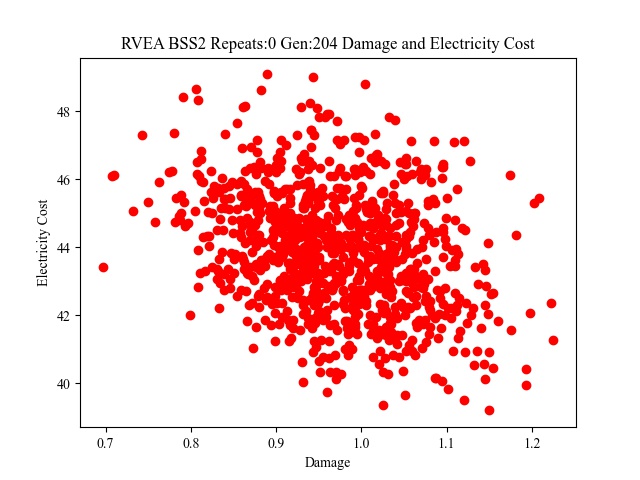 RVEA BSS2 Repeats:0 Gen:204 Damage and Electricity Cost
48
46
44
42
40
Electricity Cost
0.7 0.8 0.9 1.0 1.1 1.2
Damage